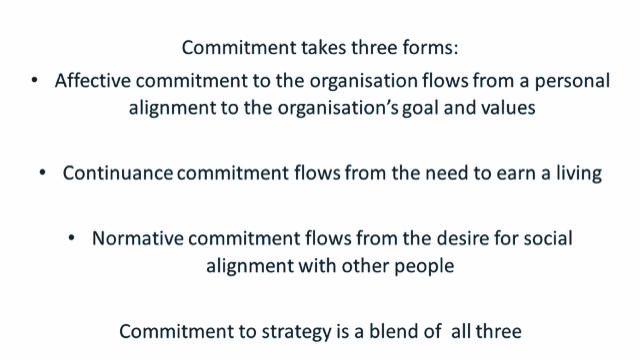 Commitment takes three forms:
• Affective commitment to the organisation flows from a personal
alignment to the organisation's goal and values
• Continuance commitment flows from the need to earn a living
• Normative commitment flows from the desire for social
alignment with other people
Commitment to strategy is a blend of all three